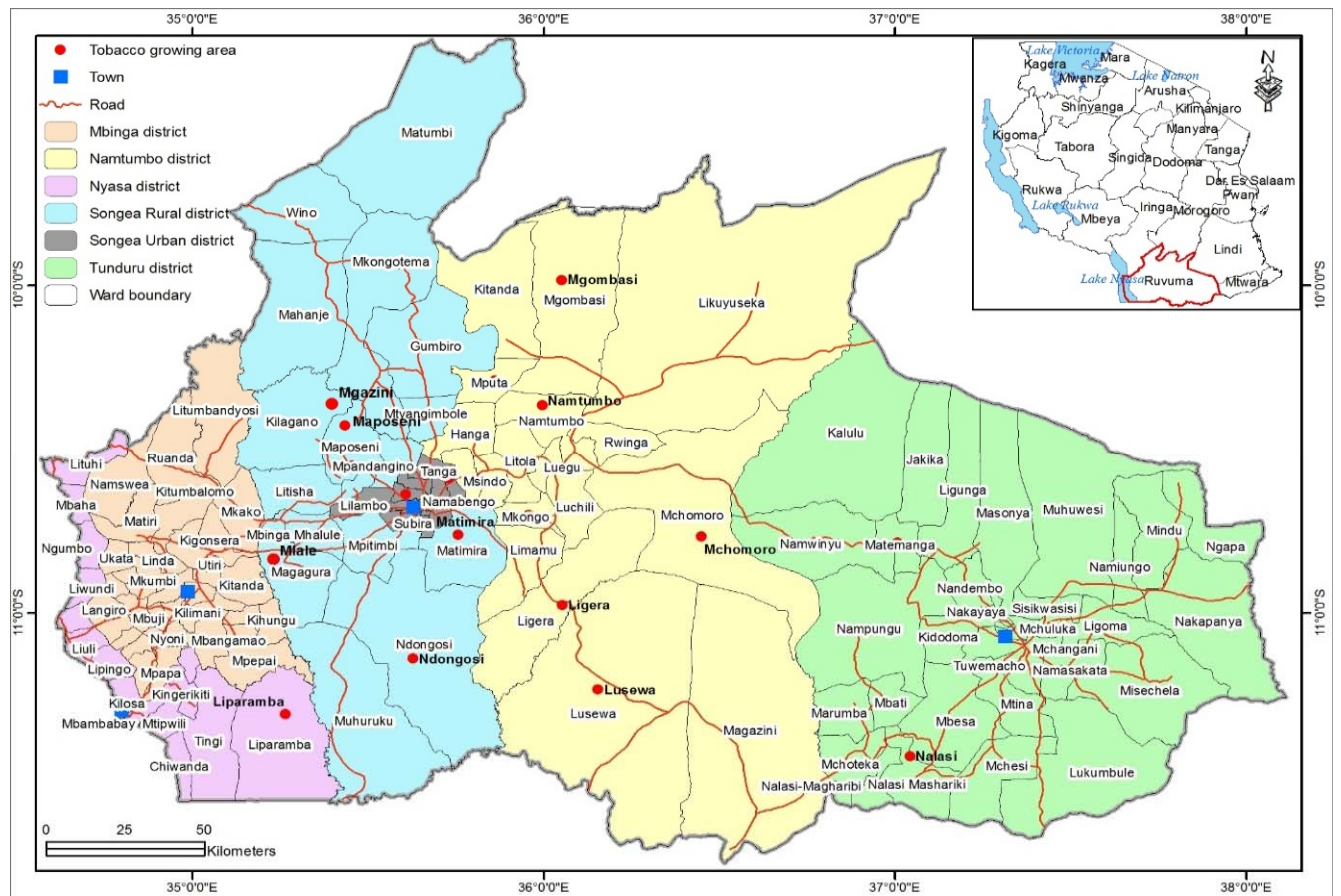 35°0'0"E
36°0'0"E
37°0'0"E
38°0'0"E
Tobacco growing area
Town
Road
Mbinga district
Namtumbo district
Nyasa district
Songea Rural district
Songea Urban district
Tunduru district
Ward boundary
Lake Victoria
Mara
Kagera
Mwanza
Lake Natron
Arusha
N
Shinyanga
Kilimanjaro
Kigoma
Manyara
Tabora
Singida
Tanga
Dodoma
Dar Es Salaam
Pwani
Rukwa
Lake Rukwa
Iringa
Morogoro
Mbeya
Lindi
Lake Nyasa
Ruvuma
Mtwara
10°0'0"S
10°0'0"S
11°0'0"S
11°0'0"S
Matumbi
Wino
Mkongotema
Mahanje
Gumbiro
Kitanda
Mgombasi
Mgombasi
Likuyuseka
Mputa
Mgazini
Litumbandyosi
Kilagano
Maposeni
Mtyangimbole
Namtumbo
Namtumbo
Hanga
Rwinga
Kalulu
Maposeni
Mpandangino
Tanga
Litola
Luegu
Jakika
Lituhi
Ruanda
Namswea
Kitumbalomo
Litisha
Msindo
Ligunga
Mbaha
Mkako
Lilambo
Namabengo
Luchili
Masonya
Muhuwesi
Matiri
Subira
Matimira
Mkongo
Mchomoro
Mindu
Ngumbo
Kigonsera
Mbinga Mhalule
Mpitimbi
Matimira
Limamu
Mchomoro
Namwinyu
Matemanga
Ngapa
Ukata
Linda
Utiri
Mlale
Magagura
Namiungo
Liwundi
Mkumbi
Kitanda
Nandembo
Langiro
Mbuji
Kilimani
Kihungu
Ligera
Ligera
Nakayaya
Sisikwasisi
Nakapanya
Nyoni
Mbangamao
Nampungu
Kidodoma
Mchuluka
Ligoma
Liuli
Ndongosi
Ndongosi
Mchangani
Lipingo
Mpapa
Mpepai
Tuwemacho
Namasakata
Kilosa
Kingerikiti
Liparamba
Lusewa
Lusewa
Misechela
Mbambabay
Mtipwili
Muhuruku
Marumba
Mbati
Mbesa
Mtina
Tingi
Liparamba
Magazini
Nalasi
Chiwanda
Mchoteka
Mchesi
Lukumbule
Nalasi-Magharibi
Nalasi Mashariki
0
25
50
Kilometers
35°0'0"E
36°0'0"E
37°0'0"E
38°0'0"E